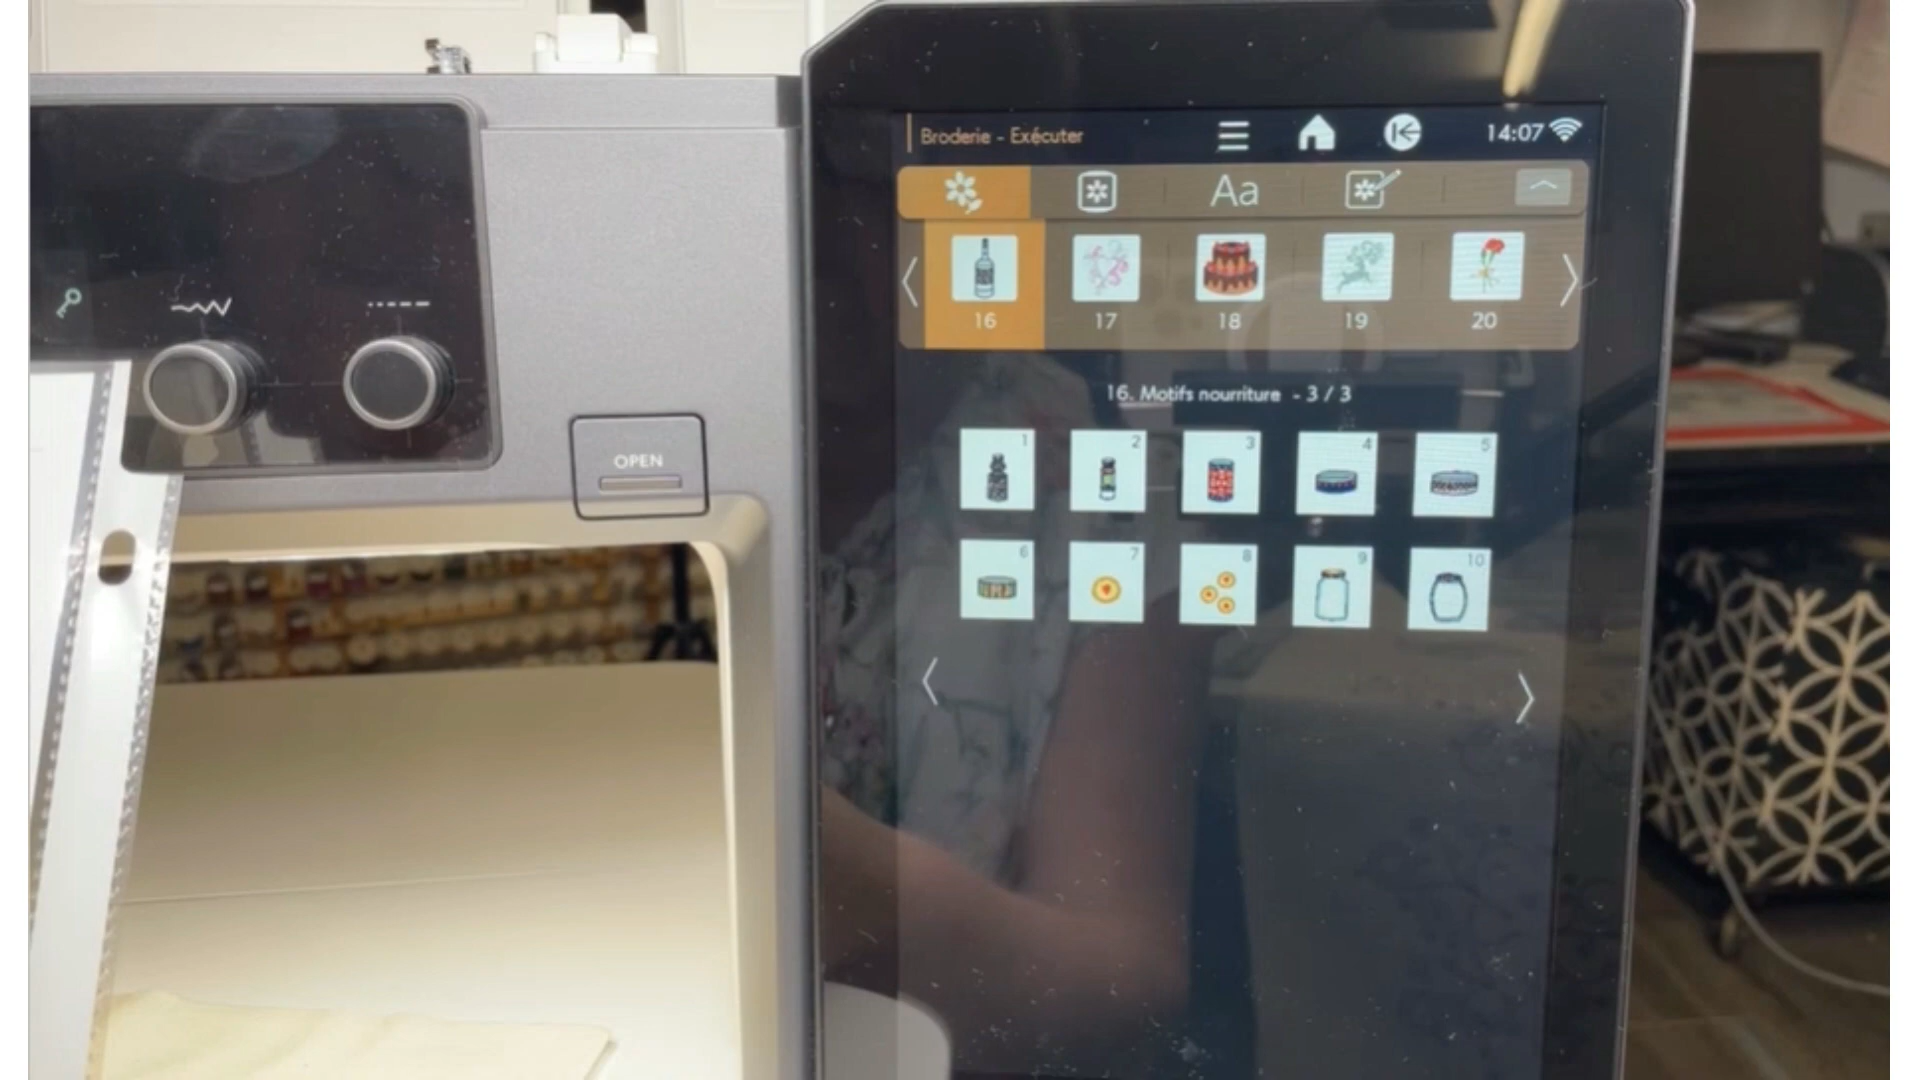 Broderie - Exécuter
14:07
Aa
16 17 18 19 20
16. Motifs nourriture - 3 / 3
1 2 3 4 5
6 7 8 9 10
OPEN